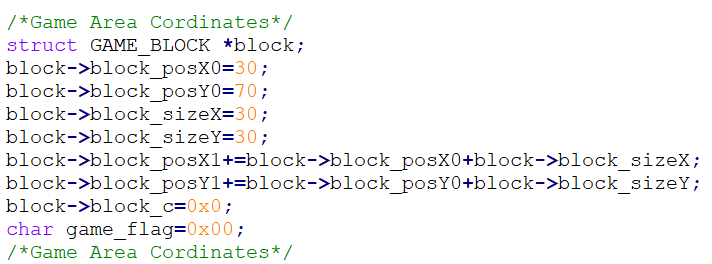 /*Game Area Cordinates*/
struct GAME_BLOCK *block;
block->block_posX0=30;
block->block_posY0=70;
block->block_sizeX=30;
block->block_sizeY=30;
block->block_posX1+=block->block_posX0+block->block_sizeX;
block->block_posY1+=block->block_posY0+block->block_sizeY;
block->block_c=0x0;
char game_flag=0x00;
/*Game Area Cordinates*/